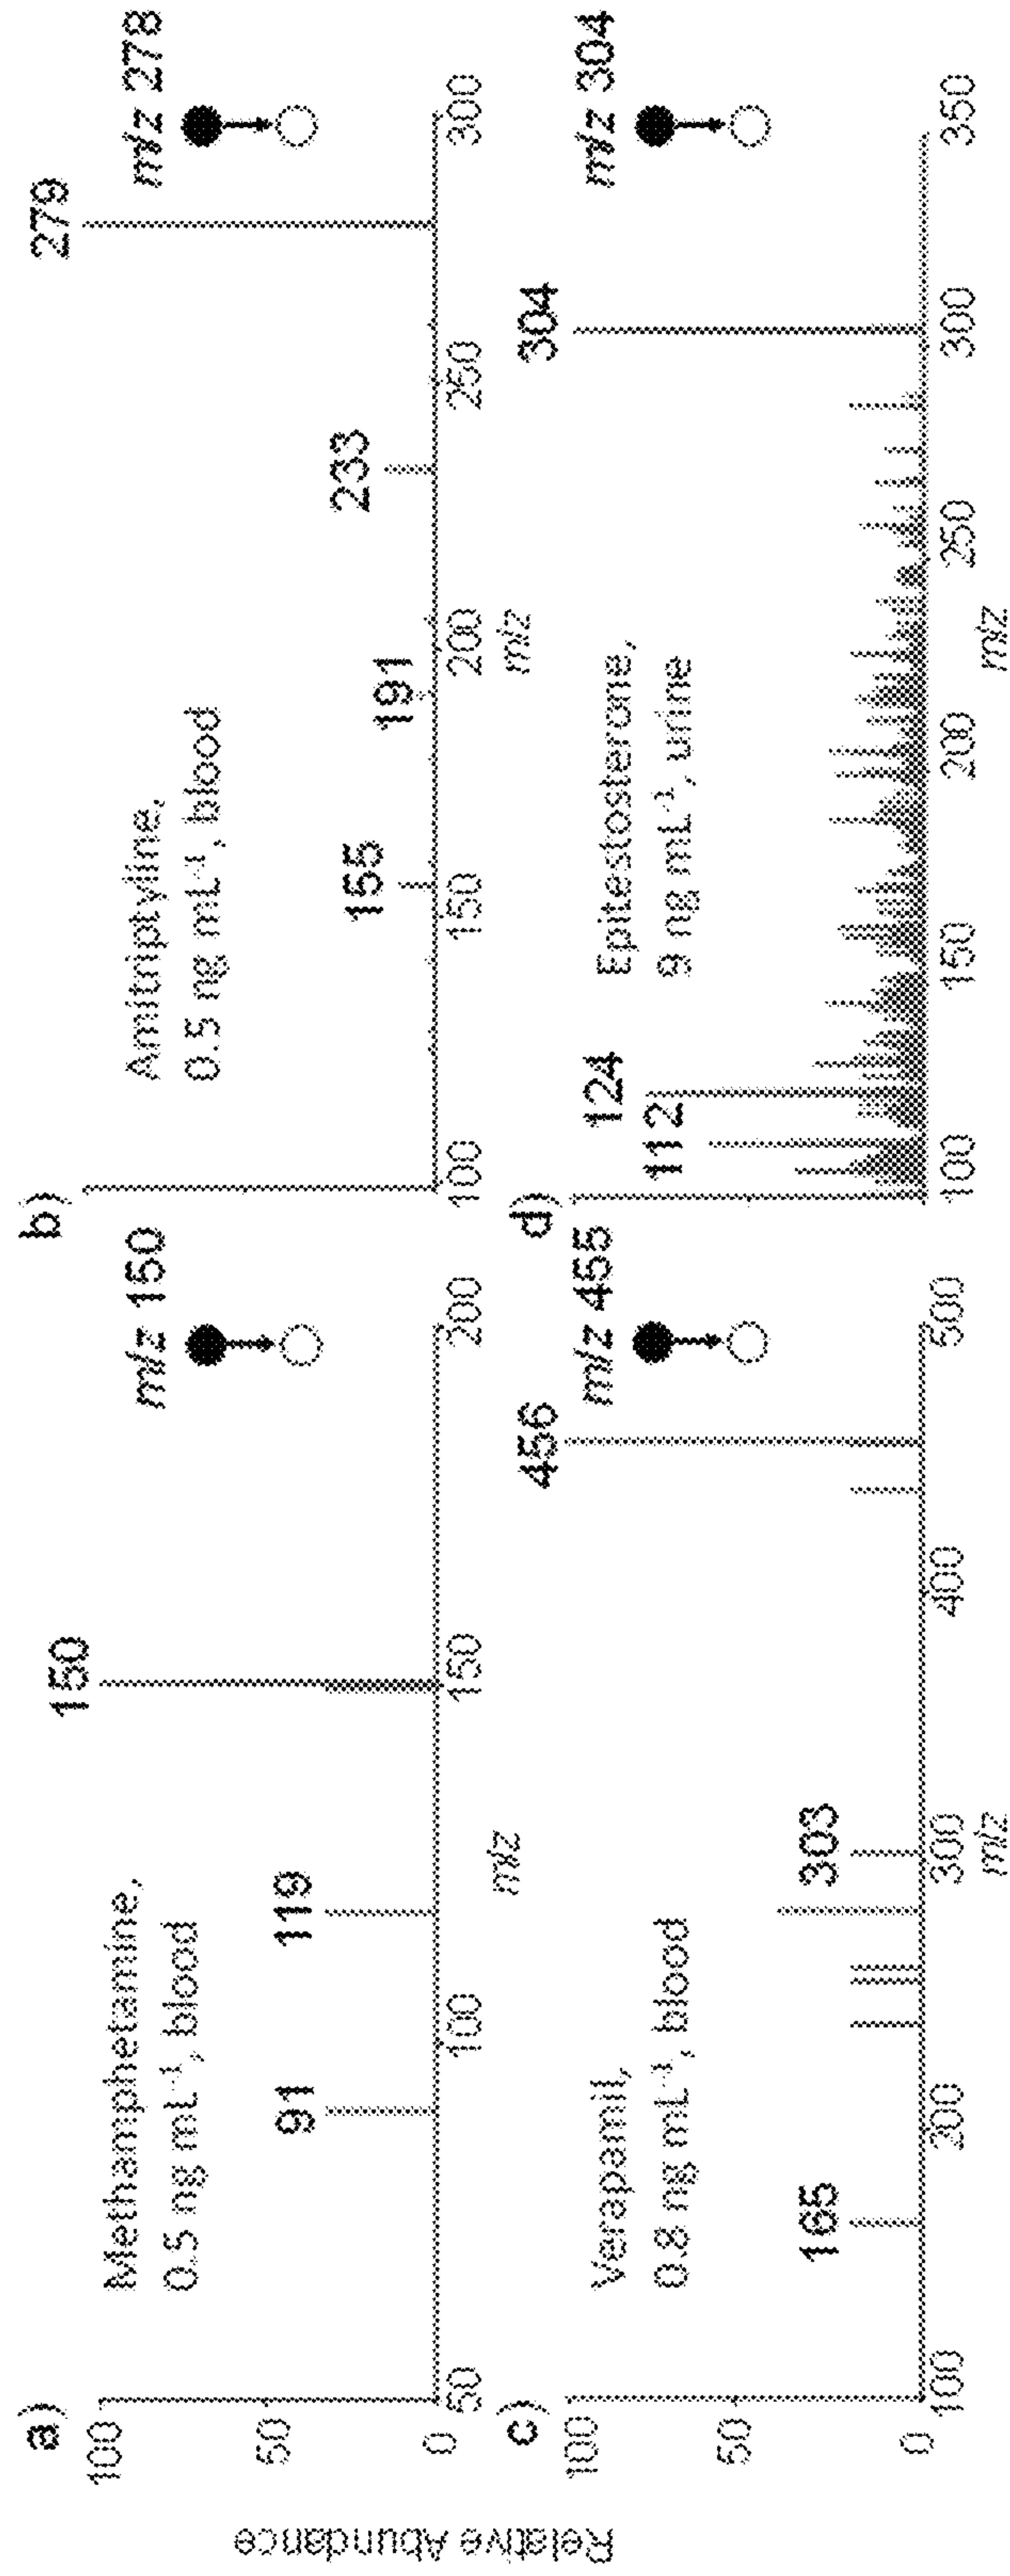 Relative Abundance
a)
100
50
0
Methamphetamine,
0.5 ng mL⁻¹, blood
91
119
150
m/z 150
50
100
150
200
m/z
b)
Amitriptyline,
0.5 ng mL⁻¹, blood
155
191
233
279
m/z 278
100
150
200
250
300
m/z
c)
100
50
0
Verapamil,
0.8 ng mL⁻¹, blood
165
303
456
m/z 455
100
200
300
400
500
m/z
d)
Epitestosterone,
9 ng mL⁻¹, urine
112
124
304
m/z 304
100
150
200
250
300
350
m/z